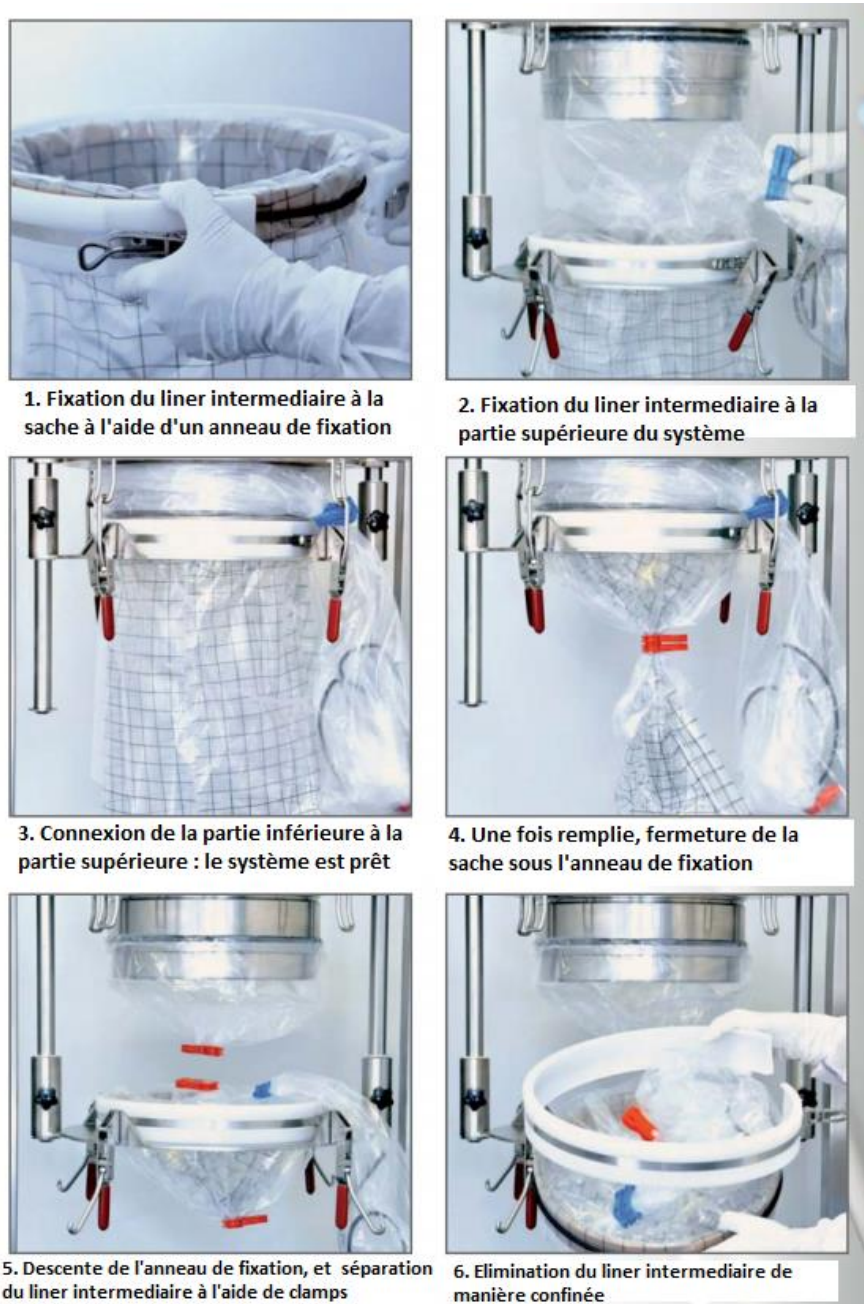 1. Fixation du liner intermediaire à la
sache à l'aide d'un anneau de fixation
2. Fixation du liner intermediaire à la
partie supérieure du système
3. Connexion de la partie inférieure à la
partie supérieure : le système est prêt
4. Une fois remplie, fermeture de la
sache sous l'anneau de fixation
5. Descente de l'anneau de fixation, et séparation
du liner intermediaire à l'aide de clamps
6. Elimination du liner intermediaire de
manière confinée